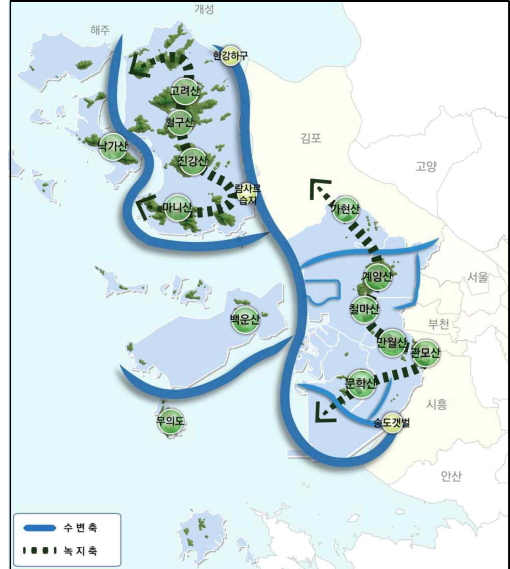 개성
해주
한강하구
고려산
혈구산
김포
낙가산
진강산
고양
람사르
습지
마니산
가현산
계양산
서울
철마산
백운산
부천
만월산
관모산
문학산
시흥
무의도
송도갯벌
안산
수 변 축
녹 지 축